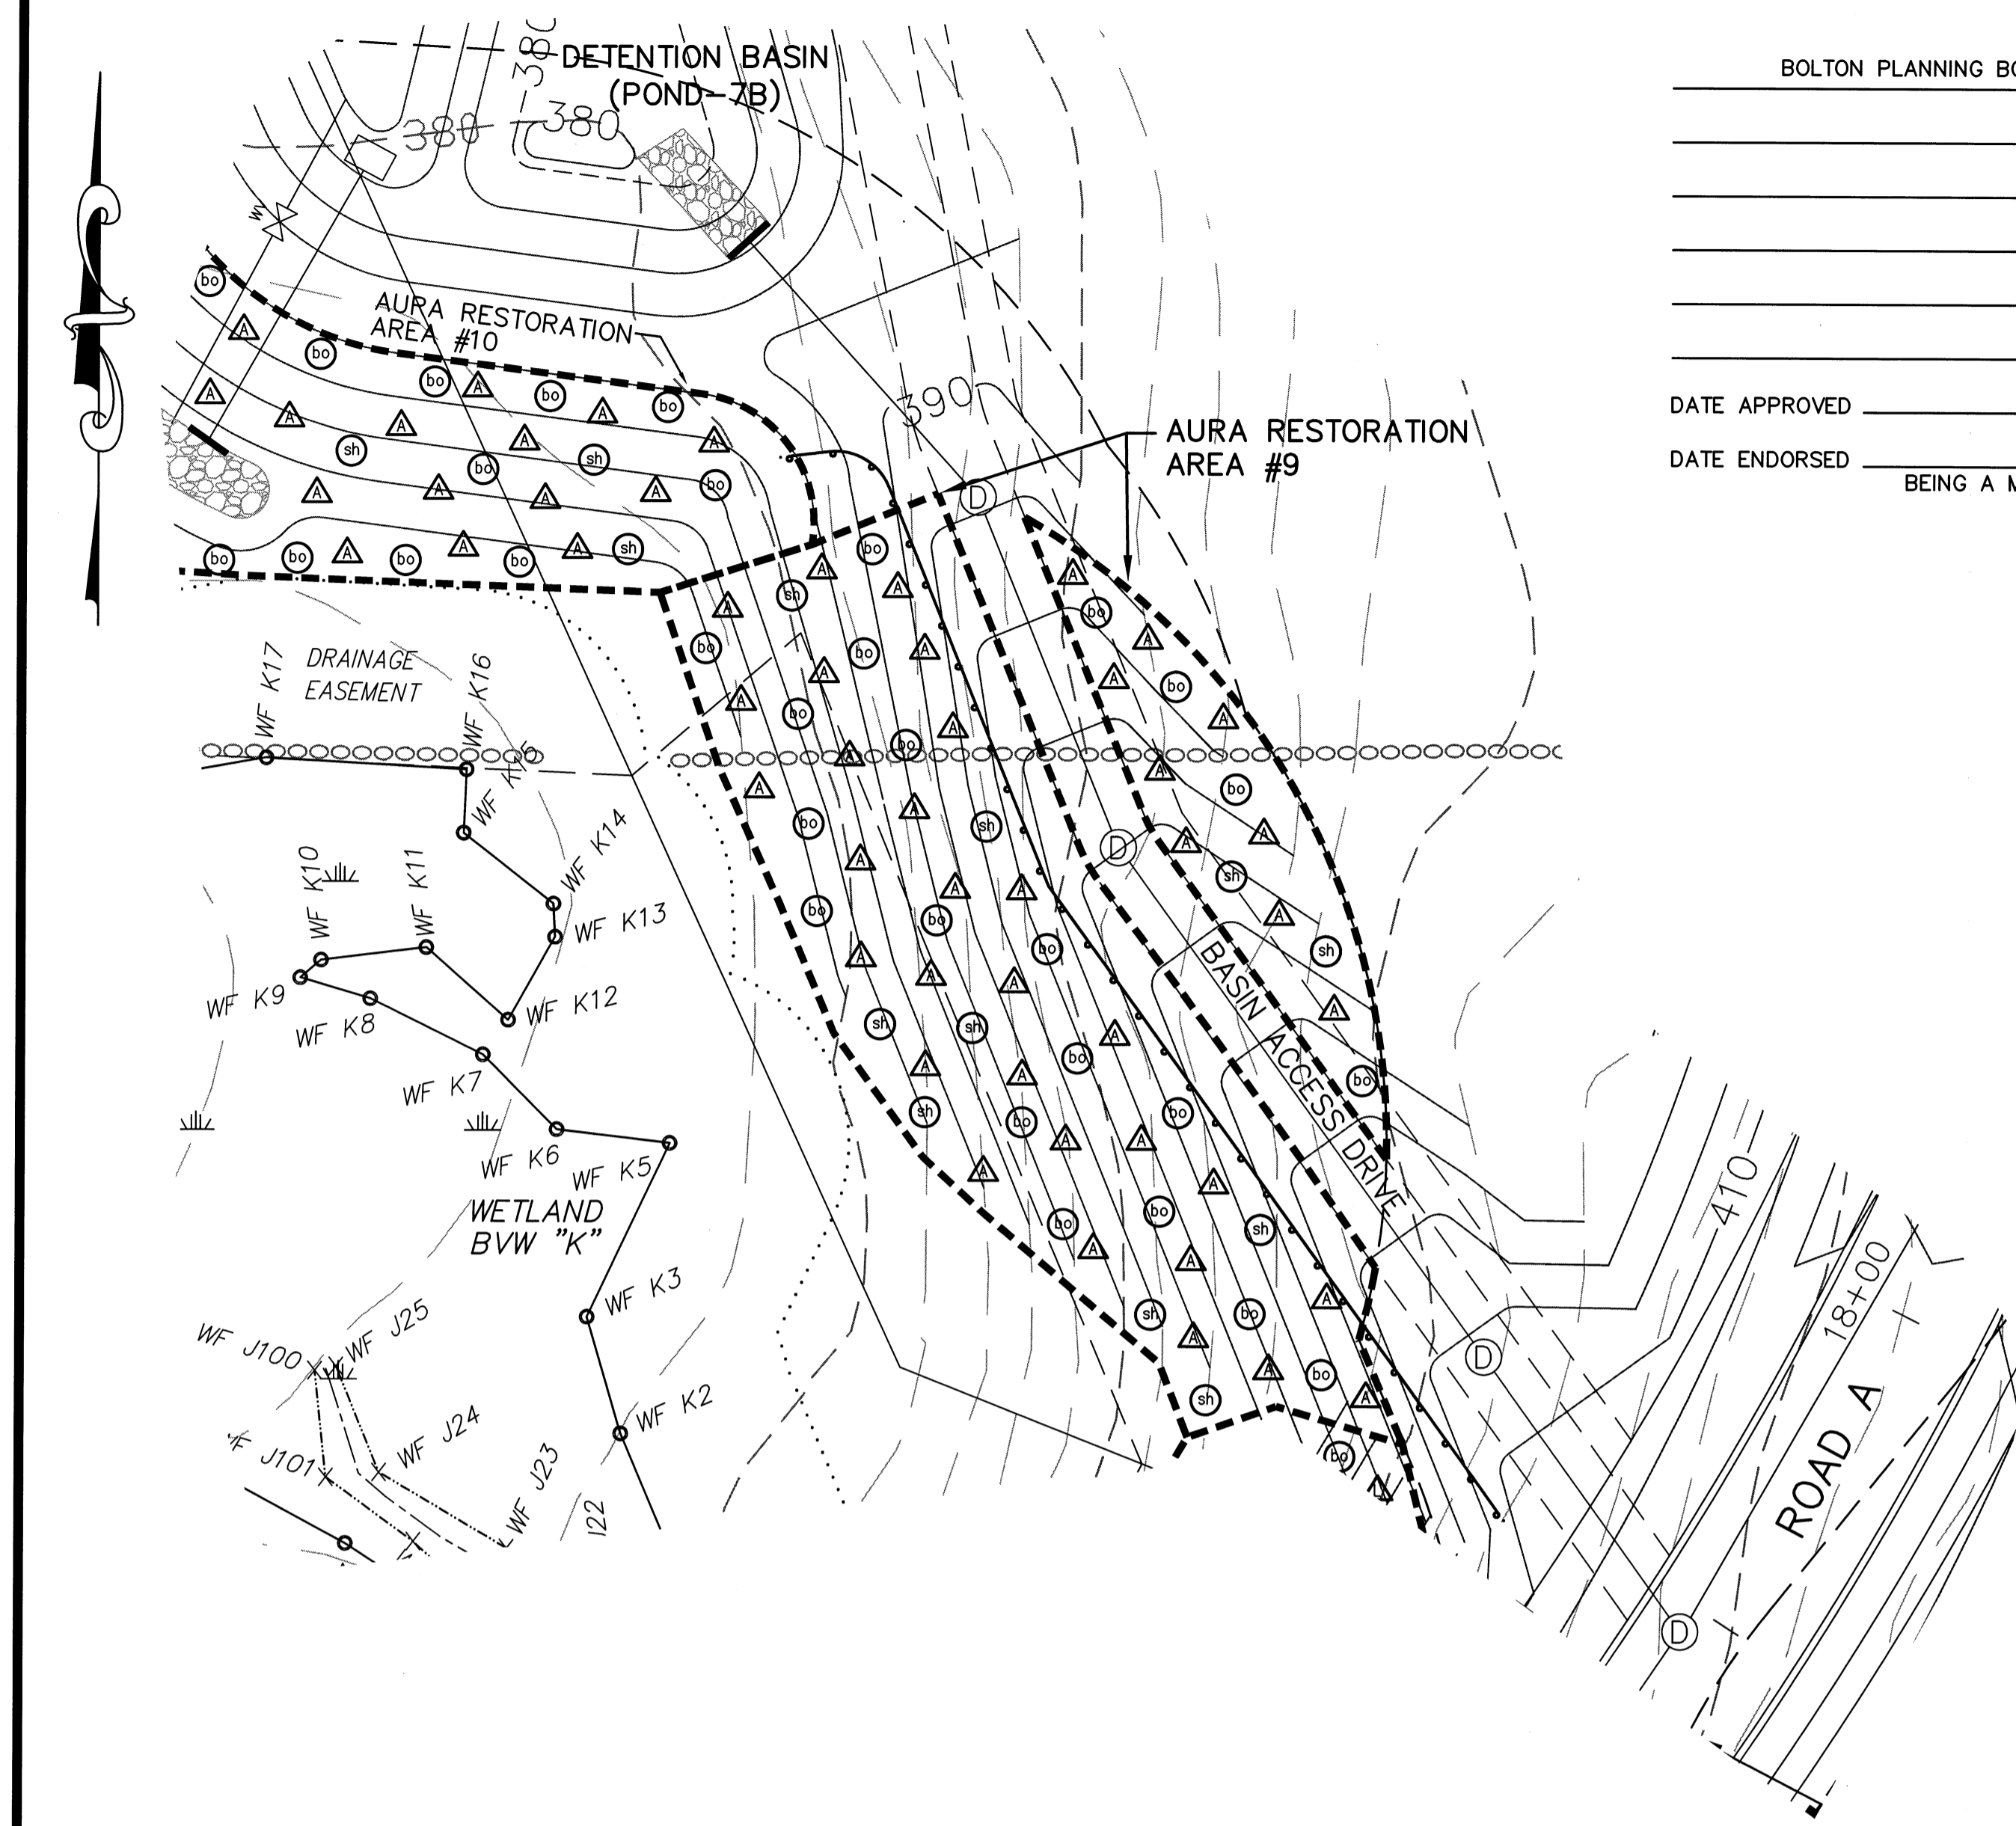 DETENTION BASIN
(POND-7B)
380
380
380
BOLTON PLANNING
DATE APPROVED
DATE ENDORSED
BEING A
AURA RESTORATION
AREA #10
390
AURA RESTORATION
AREA #9
DRAINAGE
EASEMENT
WF K17
WF K16
WF K15
WF K14
WF K13
WF K12
WF K11
WF K10
WF K9
WF K8
WF K7
WF K6
WF K5
WETLAND
BVW "K"
WF K3
WF K2
WF J100
WF J25
WF J24
J101
WF J23
BASIN ACCESS DRIVE
410
18+00
ROAD A
D
D
D
D